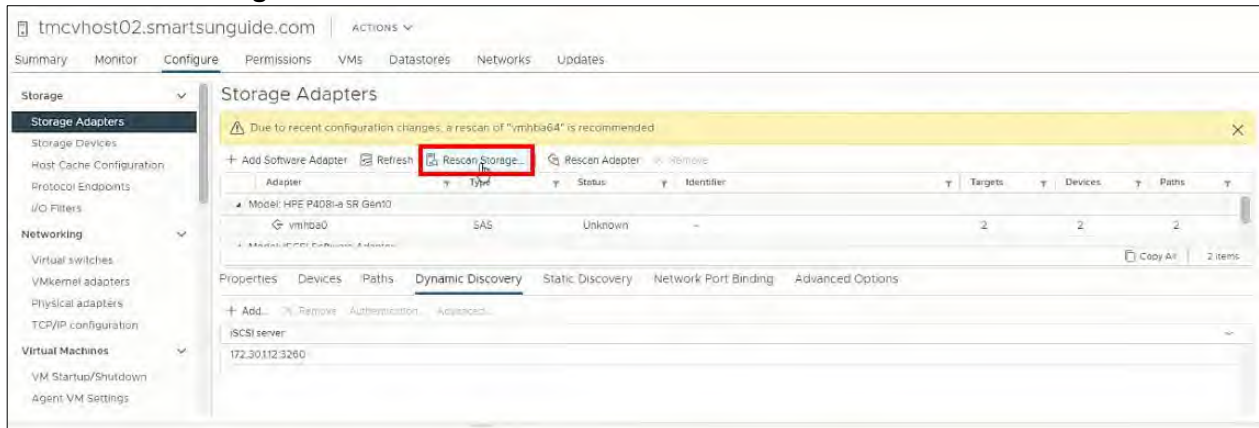 tmcvhost02.smartsunguide.com ACTIONS
Summary Monitor Configure Permissions VMs Datastores Networks Updates
Storage
Storage Adapters
Storage Devices
Host Cache Configuration
Protocol Endpoints
I/O Filters
Networking
Virtual switches
VMkernel adapters
Physical adapters
TCP/IP configuration
Virtual Machines
VM Startup/Shutdown
Agent VM Settings
Storage Adapters
Due to recent configuration changes, a rescan of "vmhba64" is recommended
+ Add Software Adapter Refresh Rescan Storage... Rescan Adapter Remove
Adapter Type Status Identifier Targets Devices Paths
Model: HPE P408i-a SR Gen10
vmhba0 SAS Unknown - 2 2 2
Model: iSCSI Software Adapter
Copy All 2 items
Properties Devices Paths Dynamic Discovery Static Discovery Network Port Binding Advanced Options
+ Add... Remove Authentication... Advanced...
iSCSI server